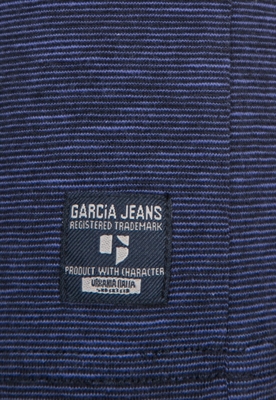 GARCIA JEANS
REGISTERED TRADEMARK
PRODUCT WITH CHARACTER